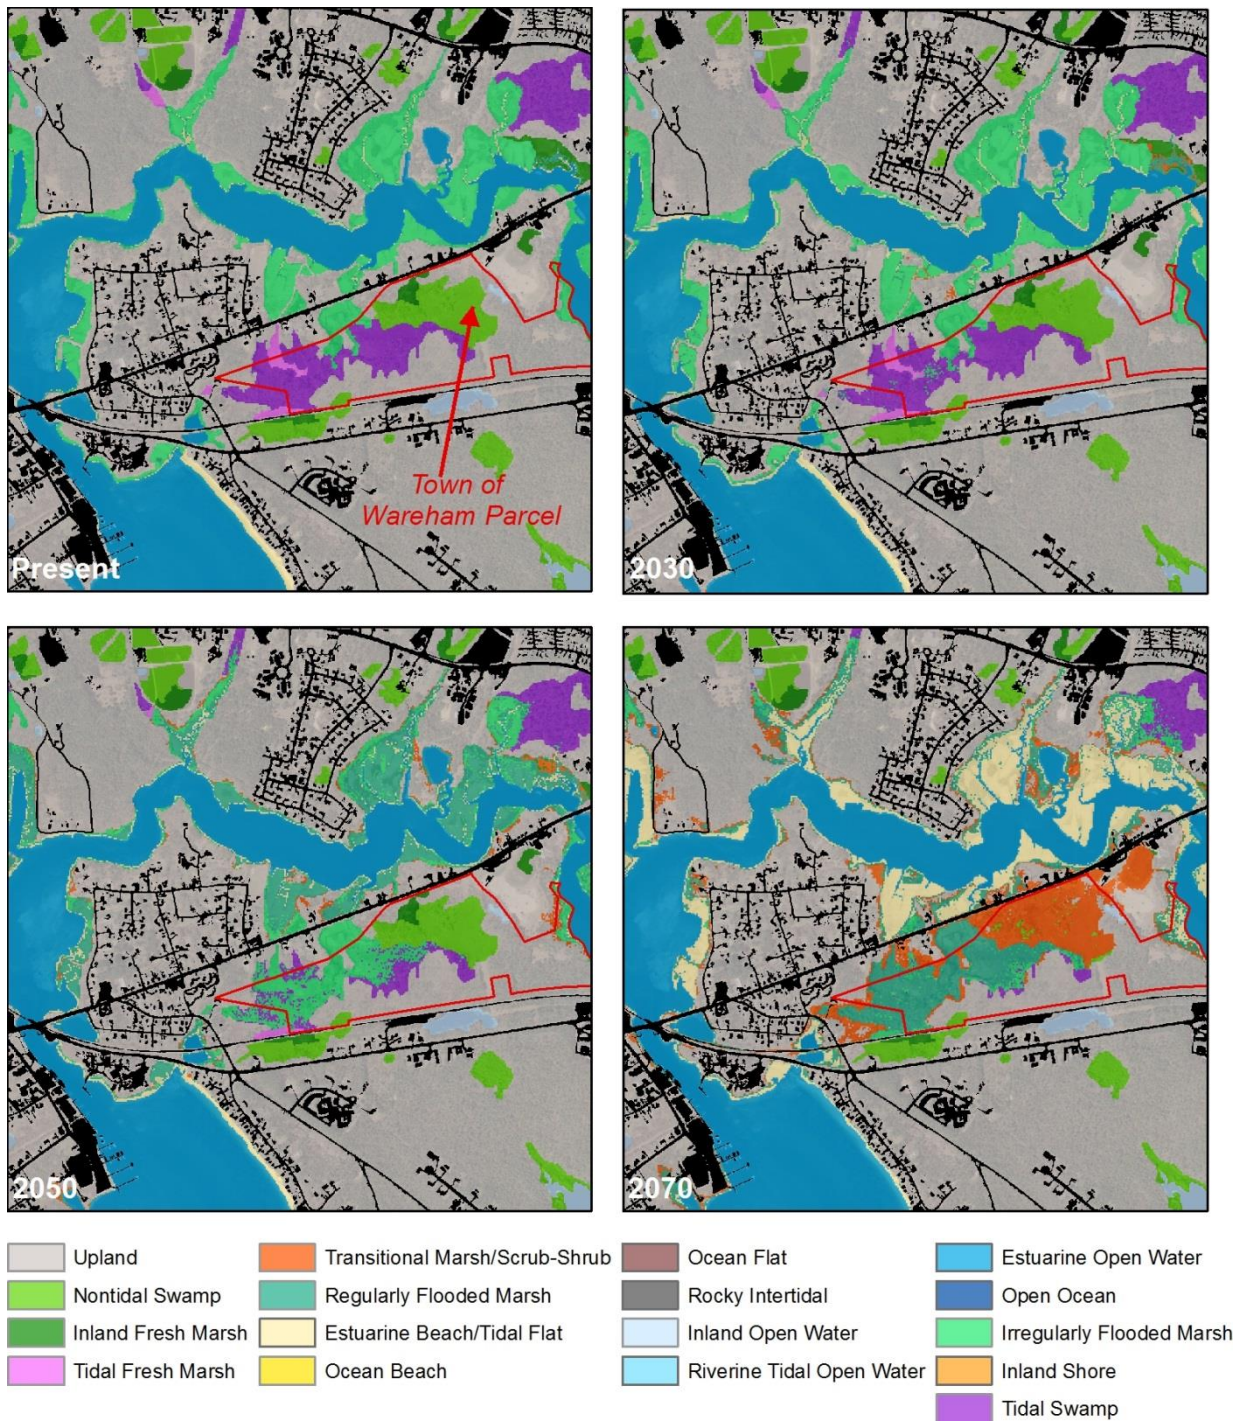 Town of
Wareham Parcel
Present
2030
2050
2070
Upland
Nontidal Swamp
Inland Fresh Marsh
Tidal Fresh Marsh
Transitional Marsh/Scrub-Shrub
Regularly Flooded Marsh
Estuarine Beach/Tidal Flat
Ocean Beach
Ocean Flat
Rocky Intertidal
Inland Open Water
Riverine Tidal Open Water
Estuarine Open Water
Open Ocean
Irregularly Flooded Marsh
Inland Shore
Tidal Swamp